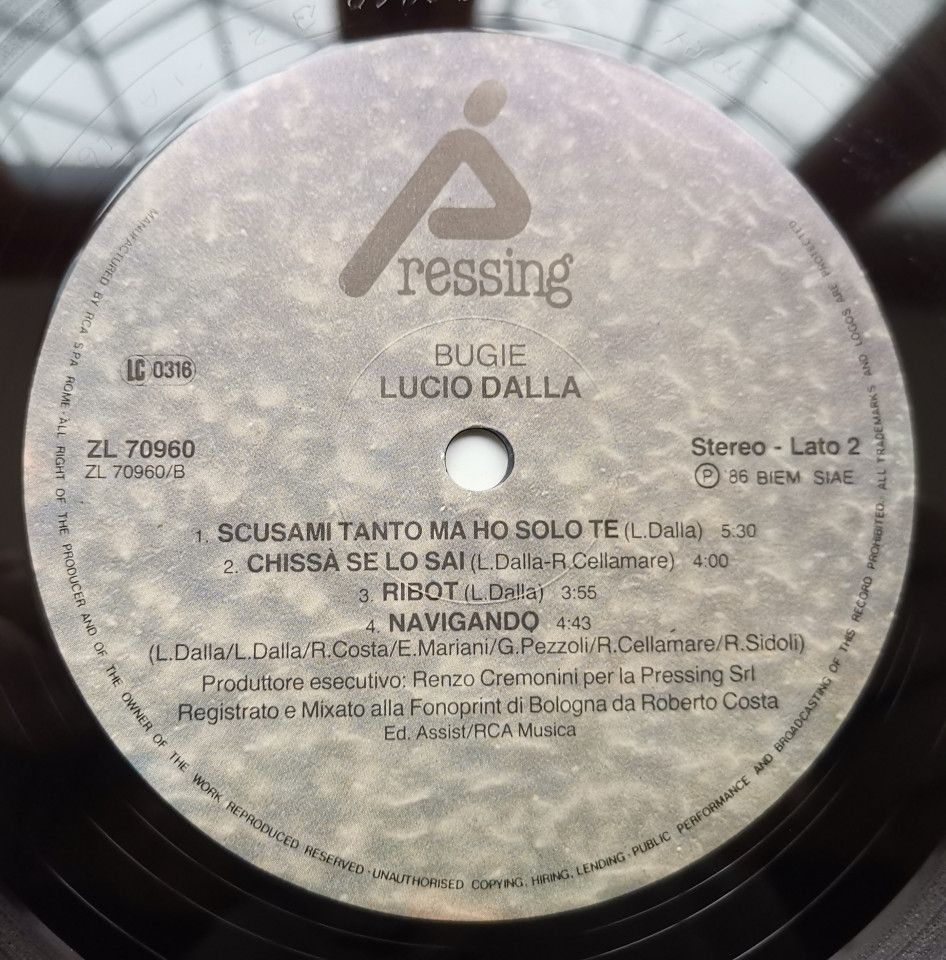 Pressing
BUGIE
LUCIO DALLA
LC 0316
ZL 70960
ZL 70960/B
Stereo - Lato 2
Ⓟ '86 BIEM SIAE
1. SCUSAMI TANTO MA HO SOLO TE (L.Dalla) 5:30
2. CHISSÀ SE LO SAI (L.Dalla-R.Cellamare) 4:00
3. RIBOT (L.Dalla) 3:55
4. NAVIGANDO 4:43
(L.Dalla/L.Dalla/R.Costa/E.Mariani/G.Pezzoli/R.Cellamare/R.Sidoli)
Produttore esecutivo: Renzo Cremonini per la Pressing Srl
Registrato e Mixato alla Fonoprint di Bologna da Roberto Costa
Ed. Assist/RCA Musica
MANUFACTURED BY RCA SPA ROME · ALL RIGHT OF THE PRODUCER AND OF THE OWNER OF THE WORK REPRODUCED RESERVED · UNAUTHORISED COPYING, HIRING, LENDING · PUBLIC PERFORMANCE AND BROADCASTING OF THIS RECORD PROHIBITED. ALL TRADEMARKS AND LOGOS ARE PROTECTED